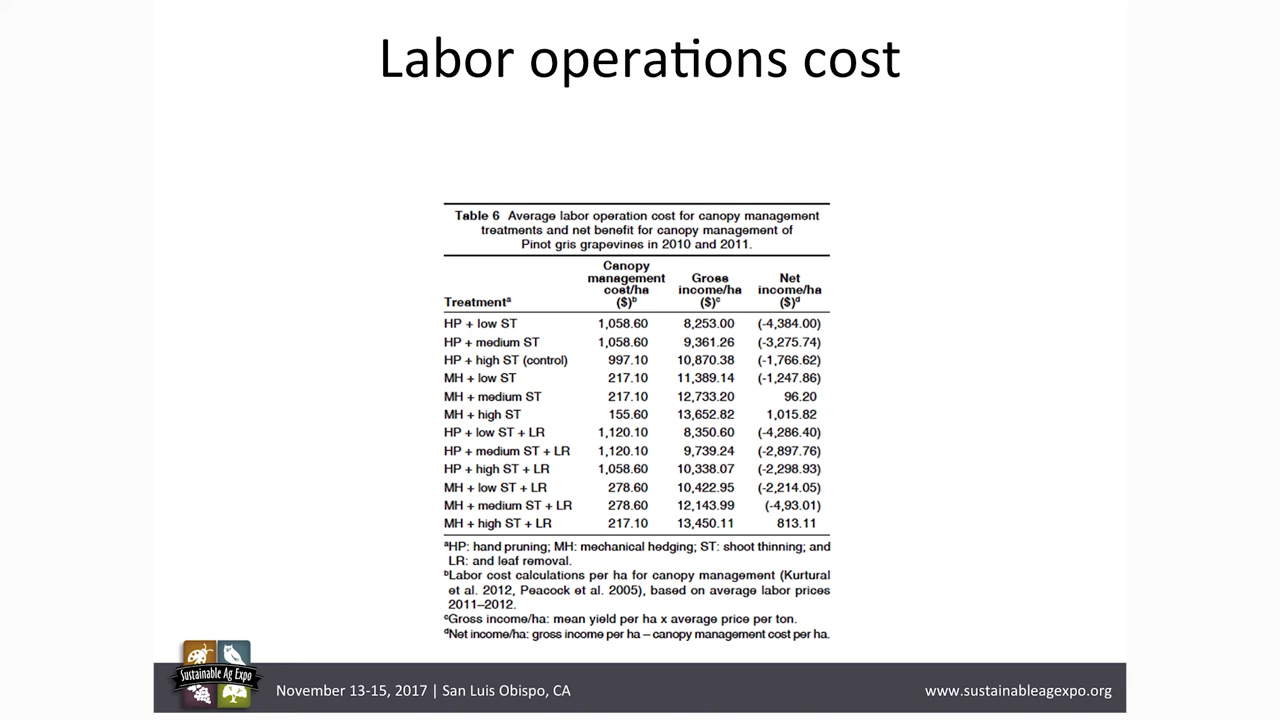 Labor operations cost
Table 6 Average labor operation cost for canopy management
treatments and net benefit for canopy management of
Pinot gris grapevines in 2010 and 2011.
Treatmentᵃ Canopy management cost/ha ($)ᵇ Gross income/ha ($)ᶜ Net income/ha ($)ᵈ
HP + low ST 1,058.60 8,253.00 (-4,384.00)
HP + medium ST 1,058.60 9,361.26 (-3,275.74)
HP + high ST (control) 997.10 10,870.38 (-1,766.62)
MH + low ST 217.10 11,389.14 (-1,247.86)
MH + medium ST 217.10 12,733.20 96.20
MH + high ST 155.60 13,652.82 1,015.82
HP + low ST + LR 1,120.10 8,350.60 (-4,286.40)
HP + medium ST + LR 1,120.10 9,739.24 (-2,897.76)
HP + high ST + LR 1,058.60 10,338.07 (-2,298.93)
MH + low ST + LR 278.60 10,422.95 (-2,214.05)
MH + medium ST + LR 278.60 12,143.99 (-4,93.01)
MH + high ST + LR 217.10 13,450.11 813.11
ᵃHP: hand pruning; MH: mechanical hedging; ST: shoot thinning; and
LR: and leaf removal.
ᵇLabor cost calculations per ha for canopy management (Kurtural
et al. 2012, Peacock et al. 2005), based on average labor prices
2011–2012.
ᶜGross income/ha: mean yield per ha x average price per ton.
ᵈNet income/ha: gross income per ha – canopy management cost per ha.
Sustainable Ag Expo
November 13-15, 2017 | San Luis Obispo, CA
www.sustainableagexpo.org